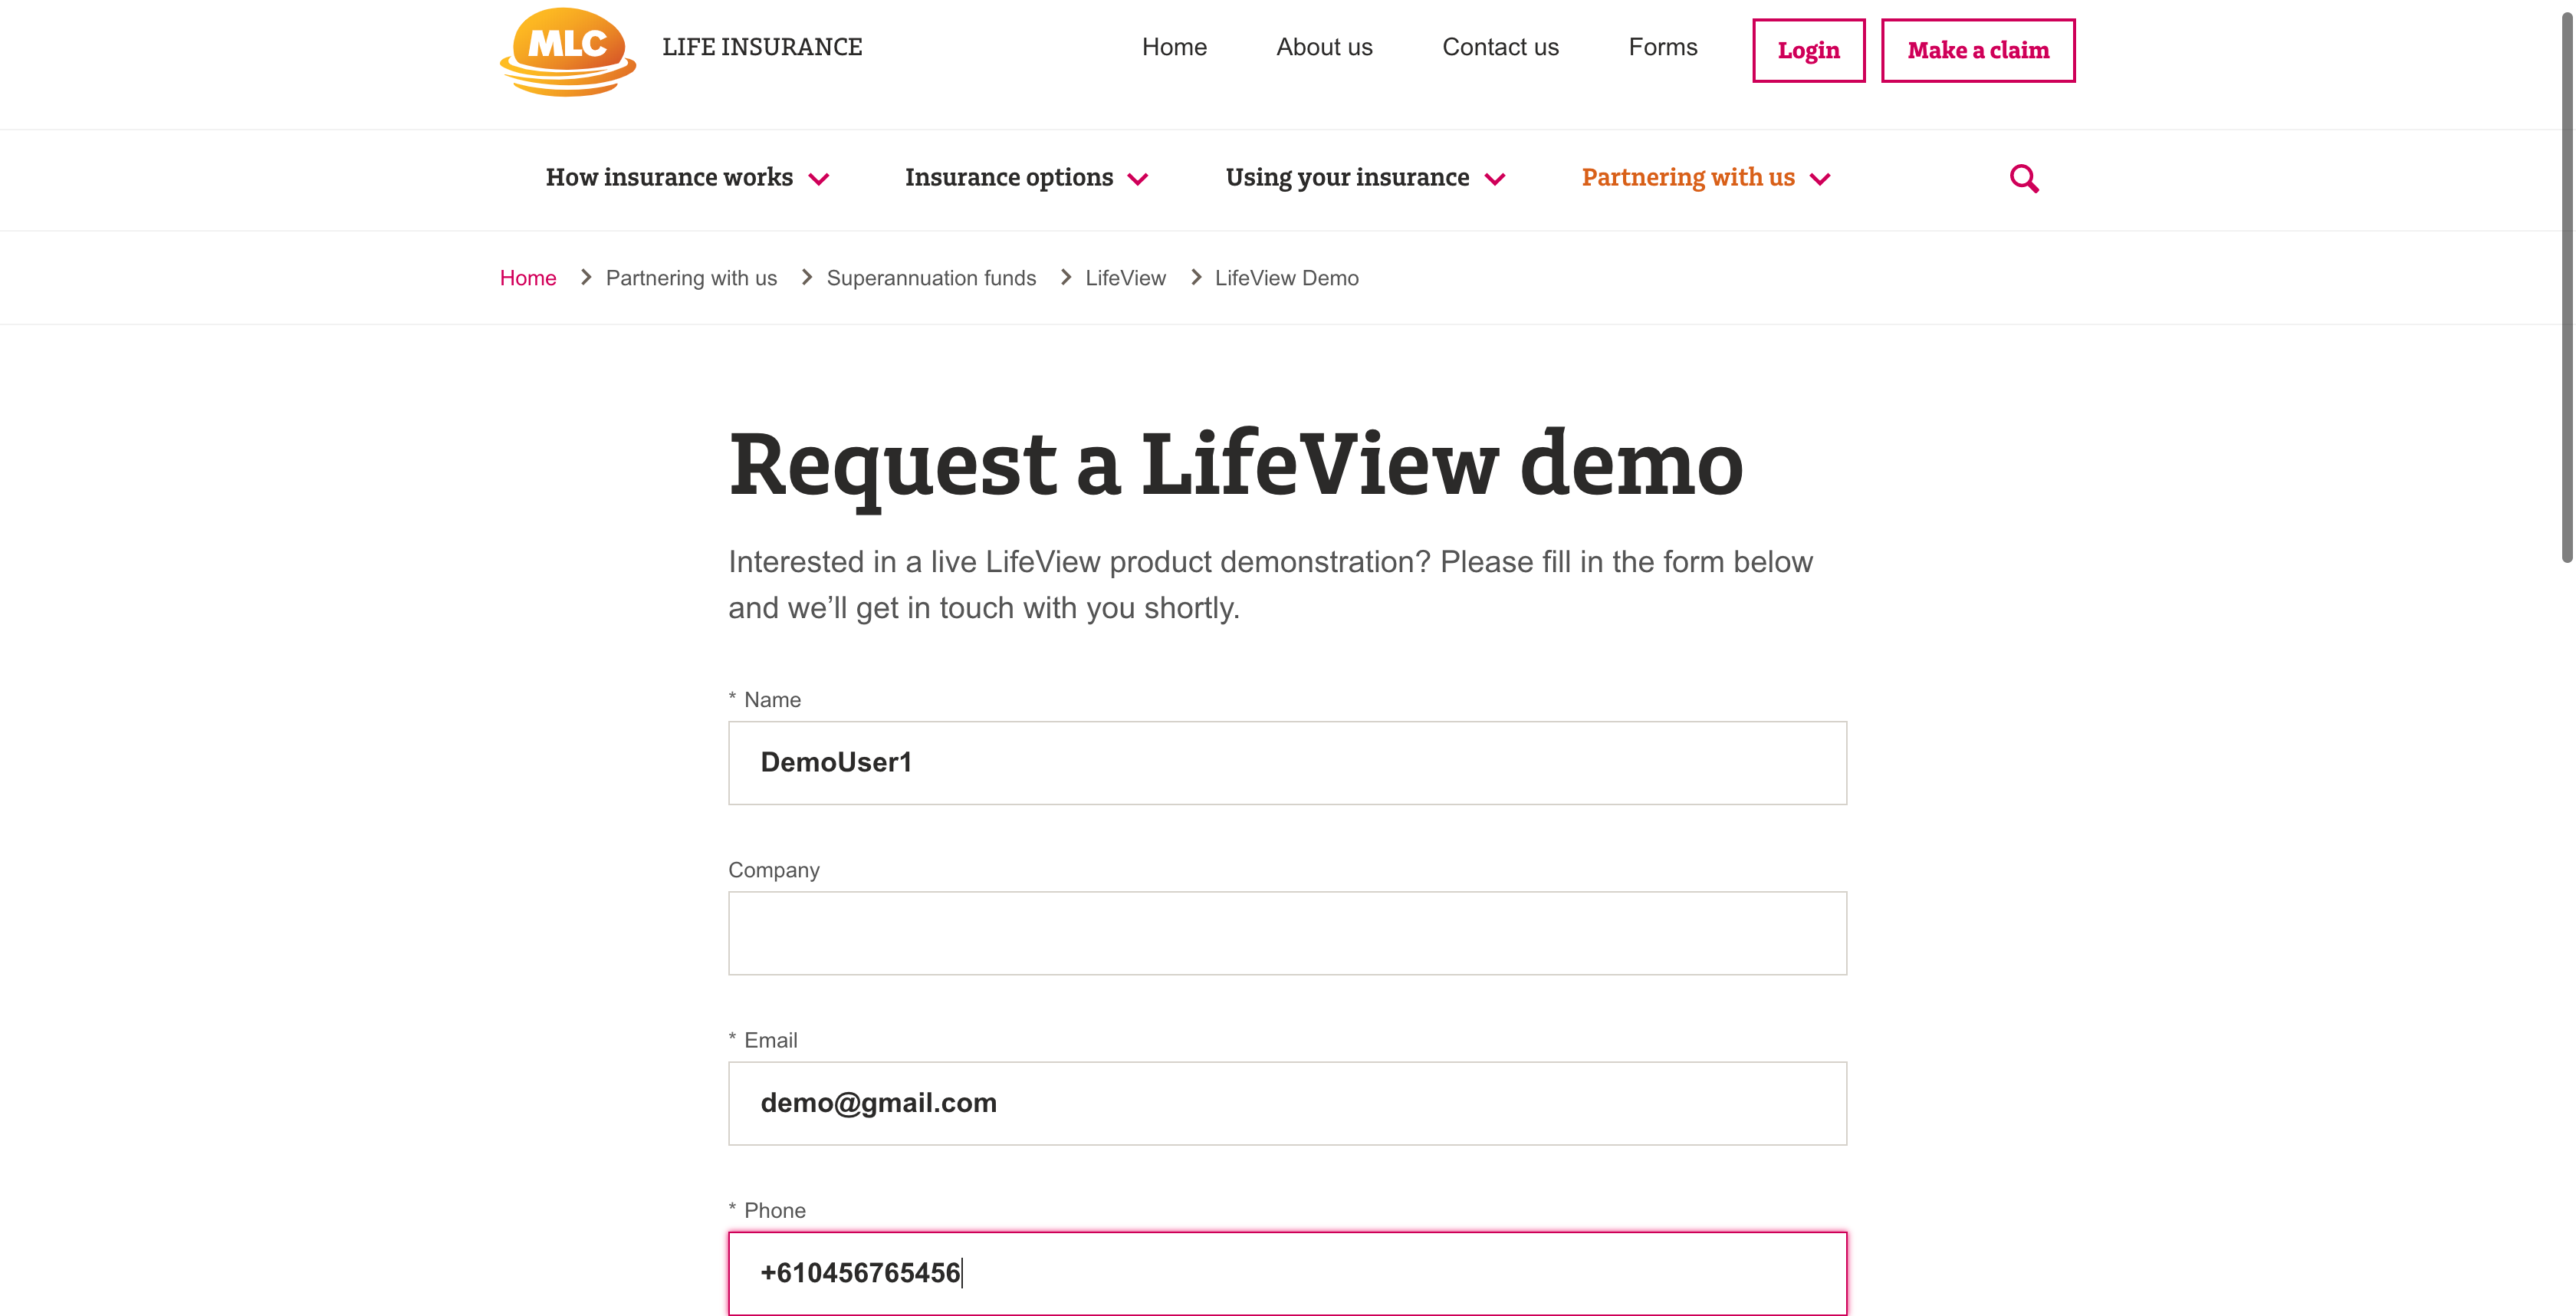 MLC LIFE INSURANCE
Home About us Contact us Forms Login Make a claim
How insurance works Insurance options Using your insurance Partnering with us
Home Partnering with us Superannuation funds LifeView LifeView Demo
Request a LifeView demo
Interested in a live LifeView product demonstration? Please fill in the form below
and we’ll get in touch with you shortly.
* Name
DemoUser1
Company
* Email
demo@gmail.com
* Phone
+610456765456